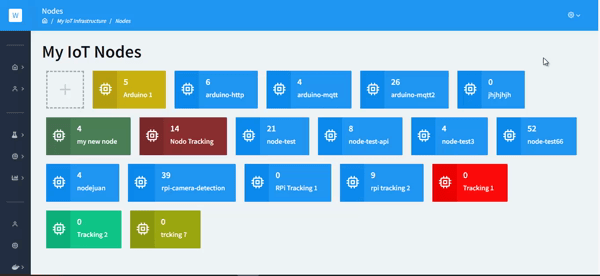 W
Nodes
/ My IoT Infrastructure / Nodes
My IoT Nodes
+
5
Arduino 1
6
arduino-http
4
arduino-mqtt
26
arduino-mqtt2
0
jhjhjhjh
4
my new node
14
Nodo Tracking
21
node-test
8
node-test-api
4
node-test3
52
node-test66
4
nodejuan
39
rpi-camera-detection
0
RPi Tracking 1
9
rpi tracking 2
0
Tracking 1
0
Tracking 2
0
trcking 7